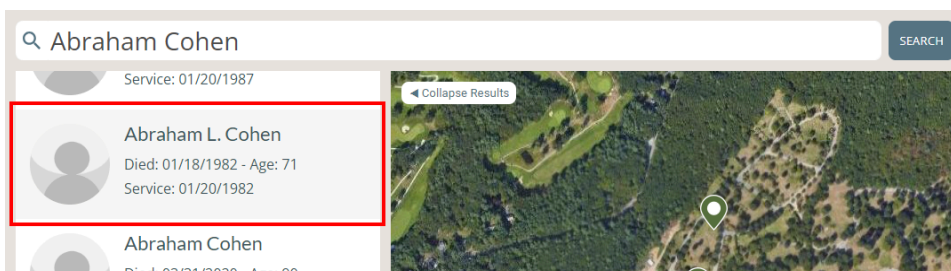 Abraham Cohen
SEARCH
Service: 01/20/1987
Abraham L. Cohen
Died: 01/18/1982 - Age: 71
Service: 01/20/1982
Abraham Cohen
◀ Collapse Results